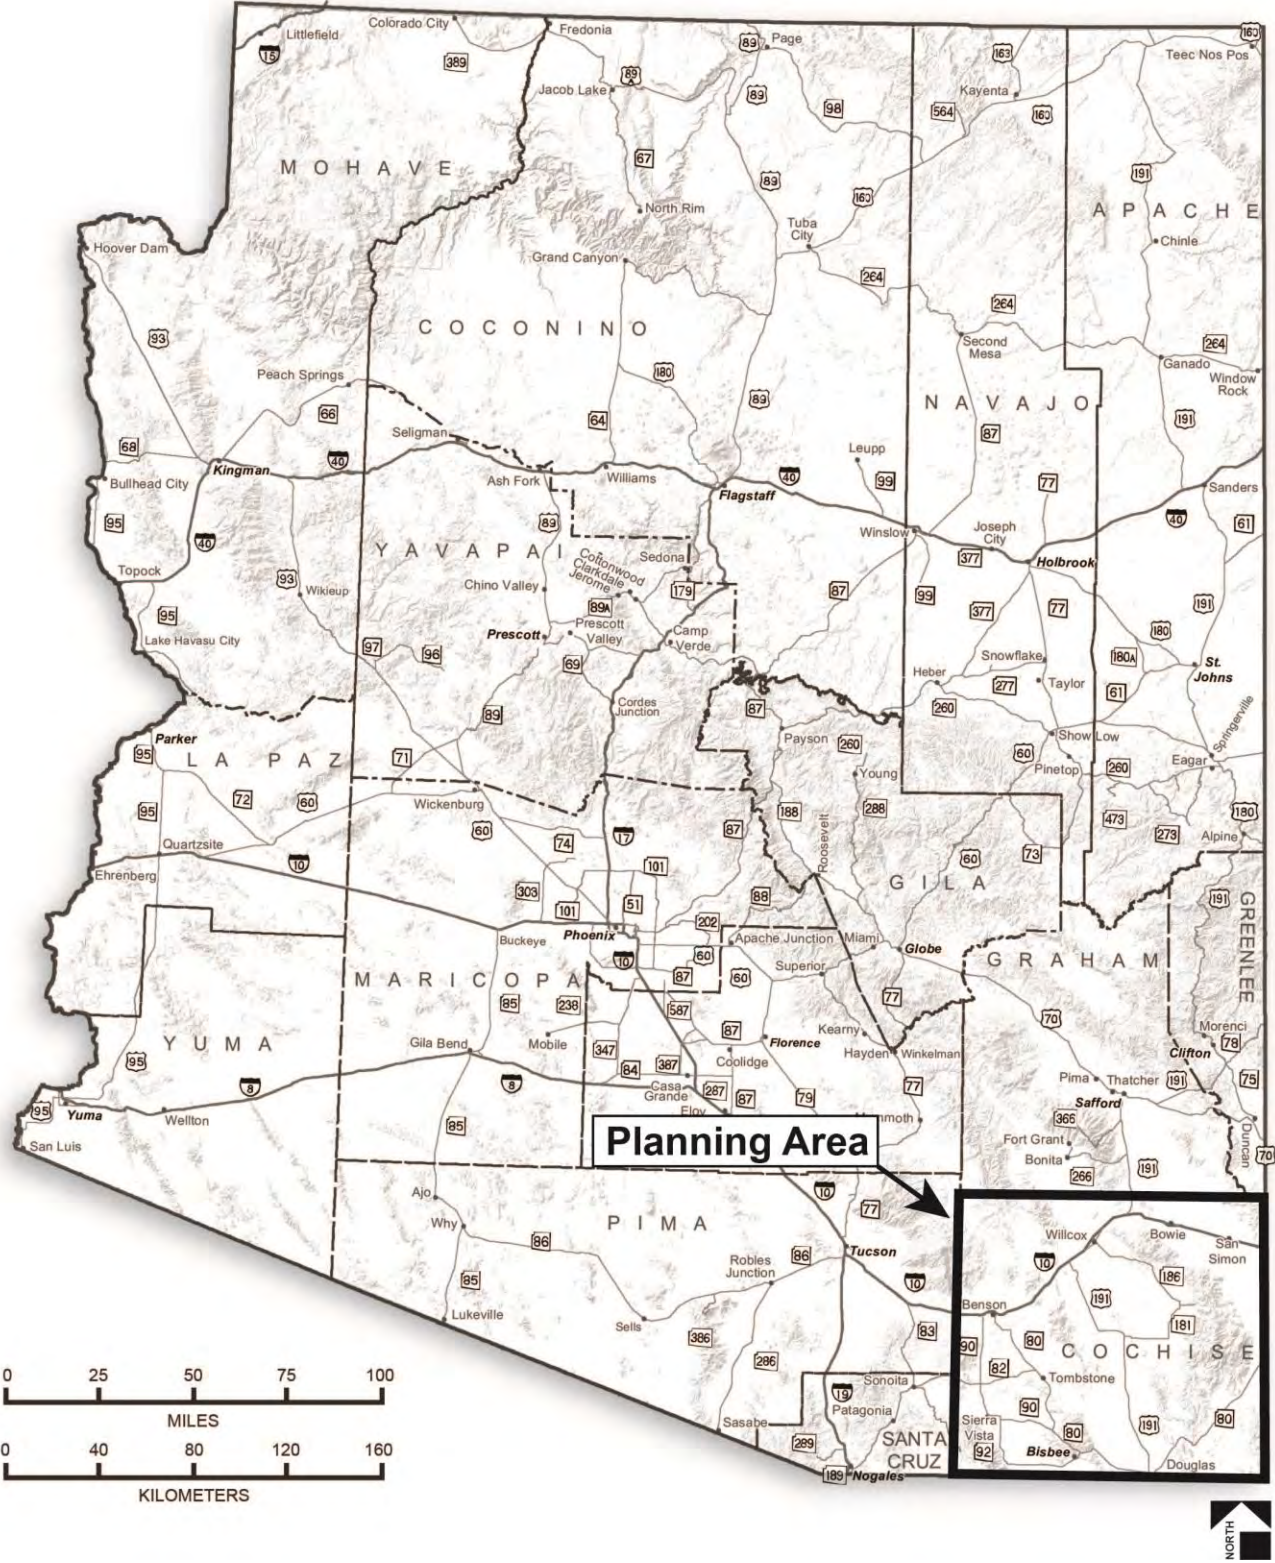 Colorado City
Fredonia
Littlefield
15
389
89
Page
163
160
Teec Nos Pos
Jacob Lake
89
A
89
98
Kayenta
564
160
MOHAVE
67
89
160
191
North Rim
APACHE
Tuba
City
Chinle
Hoover Dam
Grand Canyon
264
264
COCONINO
93
Second
Mesa
264
Ganado
Window
Rock
Peach Springs
180
89
66
64
NAVAJO
87
191
68
Seligman
Leupp
40
Kingman
40
Williams
99
77
Bullhead City
Ash Fork
Flagstaff
Sanders
95
89
Winslow
Joseph
City
40
61
40
YAVAPAI
Cottonwood
Clarkdale
Jerome
Sedona
377
Holbrook
Topock
93
Wikieup
Chino Valley
179
87
99
377
77
191
95
89A
Lake Havasu City
Prescott
Prescott
Valley
Camp
Verde
180
97
96
69
Snowflake
180A
St.
Johns
Heber
277
Taylor
61
Cordes
Junction
87
260
89
Parker
Payson
260
Show Low
Springerville
95
LA PAZ
71
60
Pinetop
260
Eagar
Young
72
60
Wickenburg
188
288
95
60
87
473
180
Quartzsite
74
17
Roosevelt
273
Alpine
10
101
60
73
Ehrenberg
303
88
GILA
191
101
51
GREENLEE
202
Buckeye
Phoenix
Apache Junction
Miami
Globe
10
60
GRAHAM
MARICOPA
87
60
Superior
85
238
587
77
70
YUMA
Gila Bend
Mobile
87
Florence
Kearny
Morenci
78
95
347
Coolidge
Hayden
Winkelman
Clifton
8
8
84
387
Casa
Grande
287
87
79
77
Pima
Thatcher
191
75
95
Yuma
Wellton
Eloy
Safford
San Luis
85
366
Duncan
Planning Area
Fort Grant
Bonita
266
191
70
Ajo
10
77
Why
PIMA
Willcox
Bowie
San
Simon
86
Robles
Junction
86
Tucson
10
186
85
10
191
Benson
Lukeville
Sells
83
181
386
90
80
COCHISE
286
82
0 25 50 75 100
Sonoita
Tombstone
19
90
MILES
Sasabe
Patagonia
Sierra
Vista
191
80
80
0 40 80 120 160
289
SANTA
CRUZ
92
Bisbee
189
Nogales
Douglas
KILOMETERS
NORTH